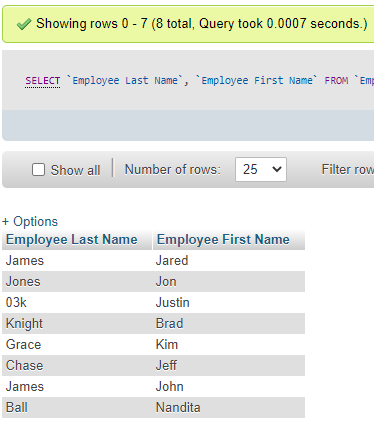 Showing rows 0 - 7 (8 total, Query took 0.0007 seconds.)
SELECT `Employee Last Name`, `Employee First Name` FROM `Emp
Show all Number of rows: 25 Filter row
+ Options
Employee Last Name Employee First Name
James Jared
Jones Jon
03k Justin
Knight Brad
Grace Kim
Chase Jeff
James John
Ball Nandita